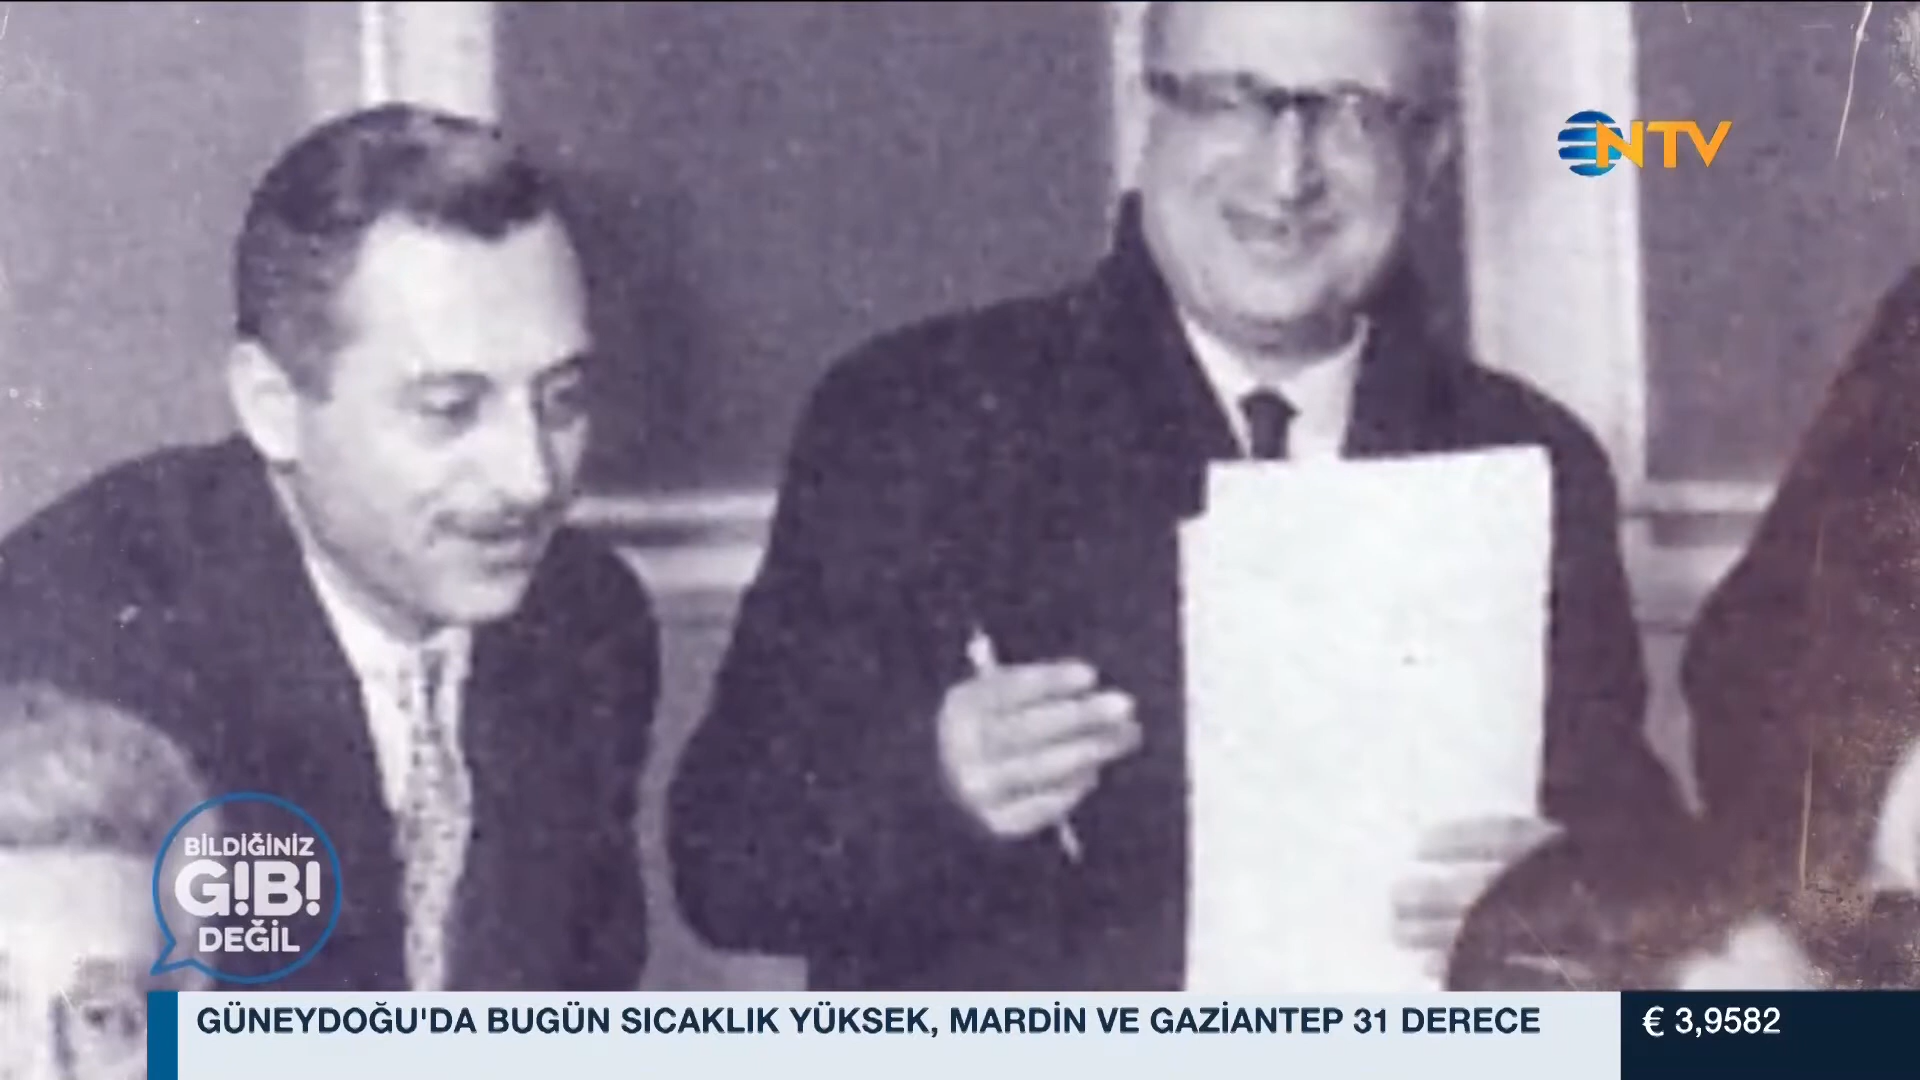 NTV
BİLDİĞİNİZ
G!B!
DEĞİL
GÜNEYDOĞU'DA BUGÜN SICAKLIK YÜKSEK, MARDİN VE GAZİANTEP 31 DERECE
€ 3,9582